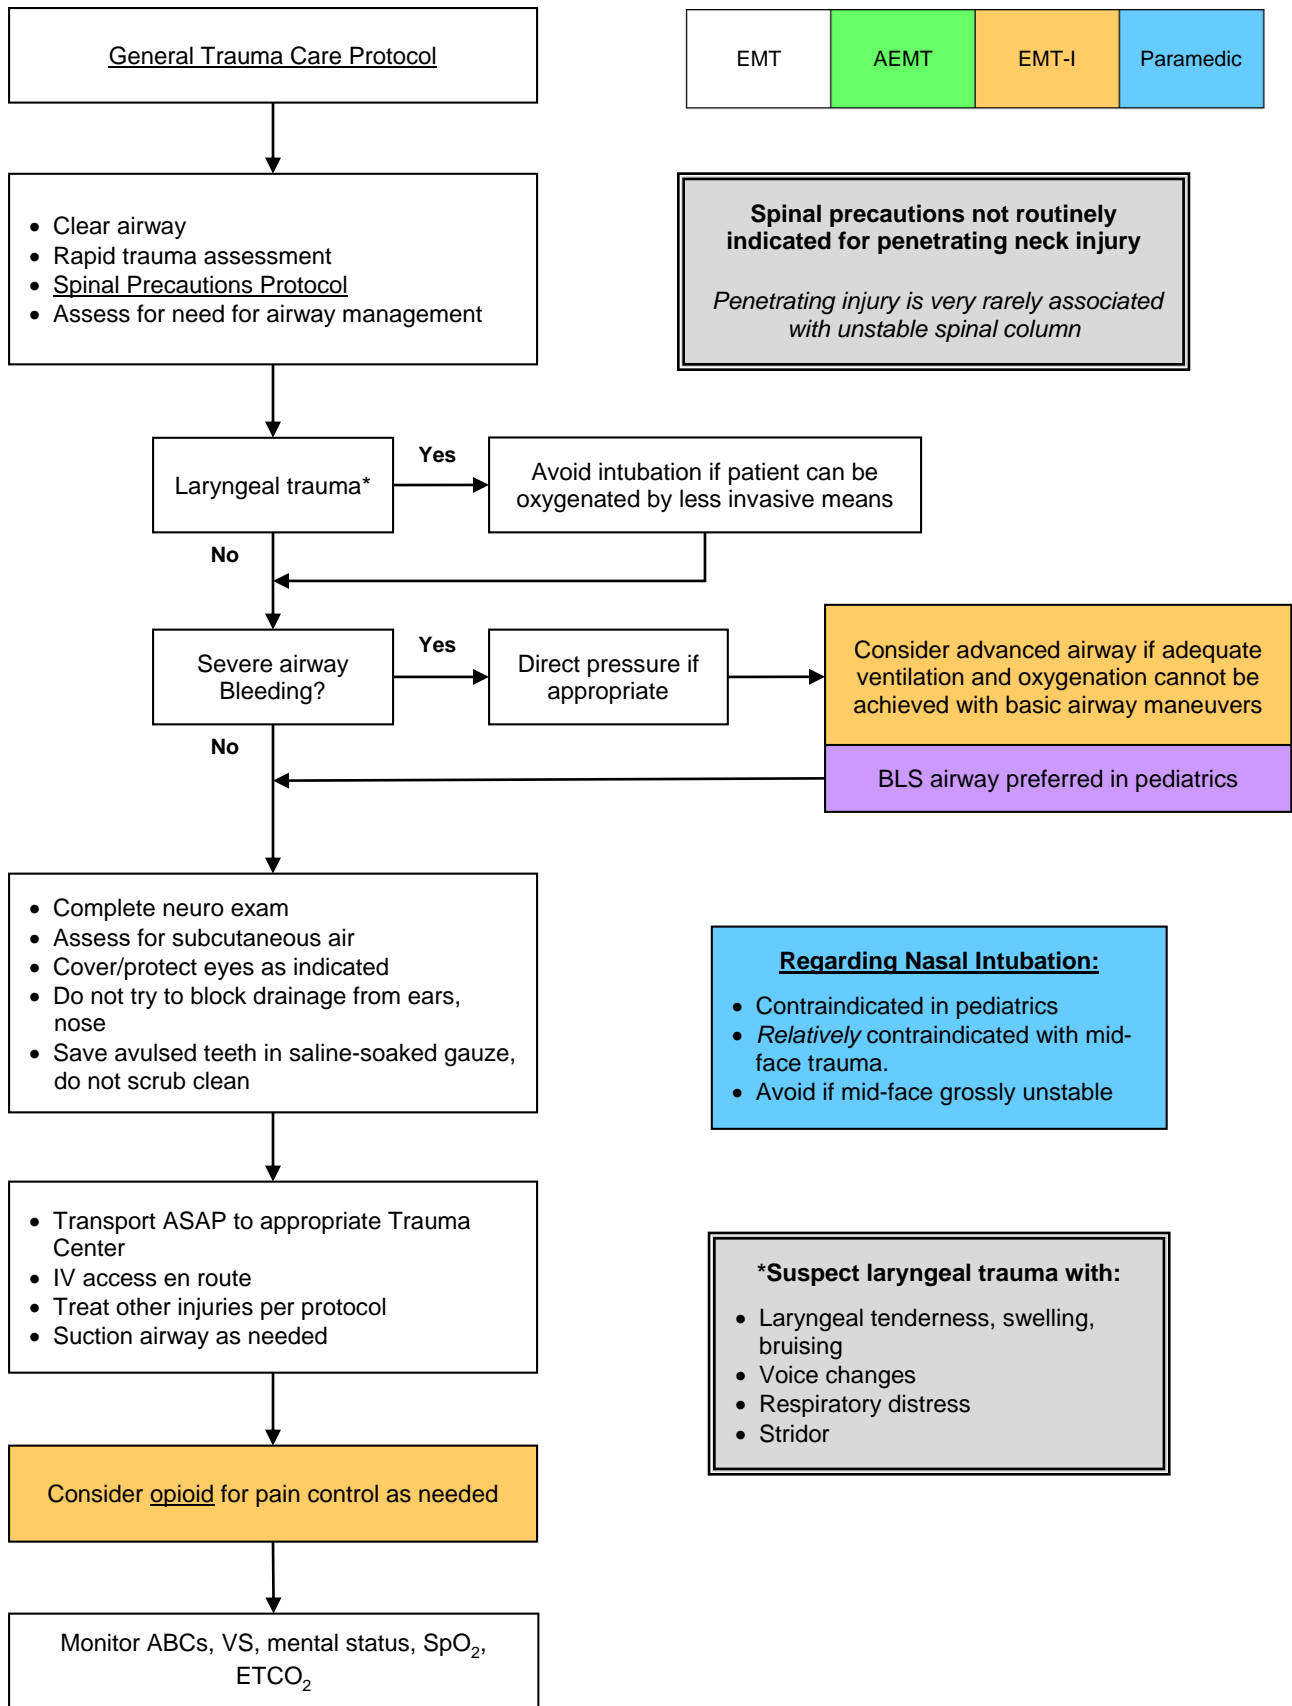 General Trauma Care Protocol
EMT
AEMT
EMT-I
Paramedic
• Clear airway
• Rapid trauma assessment
• Spinal Precautions Protocol
• Assess for need for airway management
Spinal precautions not routinely
indicated for penetrating neck injury
Penetrating injury is very rarely associated
with unstable spinal column
Laryngeal trauma*
Yes
Avoid intubation if patient can be
oxygenated by less invasive means
No
Severe airway
Bleeding?
Yes
Direct pressure if
appropriate
Consider advanced airway if adequate
ventilation and oxygenation cannot be
achieved with basic airway maneuvers
BLS airway preferred in pediatrics
No
• Complete neuro exam
• Assess for subcutaneous air
• Cover/protect eyes as indicated
• Do not try to block drainage from ears,
nose
• Save avulsed teeth in saline-soaked gauze,
do not scrub clean
Regarding Nasal Intubation:
• Contraindicated in pediatrics
• Relatively contraindicated with mid-
face trauma.
• Avoid if mid-face grossly unstable
• Transport ASAP to appropriate Trauma
Center
• IV access en route
• Treat other injuries per protocol
• Suction airway as needed
*Suspect laryngeal trauma with:
• Laryngeal tenderness, swelling,
bruising
• Voice changes
• Respiratory distress
• Stridor
Consider opioid for pain control as needed
Monitor ABCs, VS, mental status, SpO₂,
ETCO₂